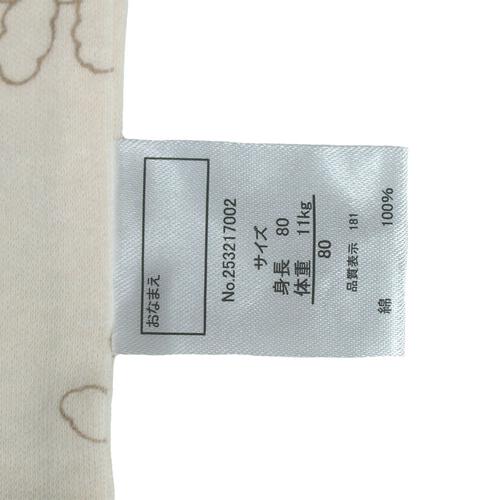 おなまえ
No.253217002
サイズ
身長 80
体重 11kg
80
品質表示 181
綿 100%